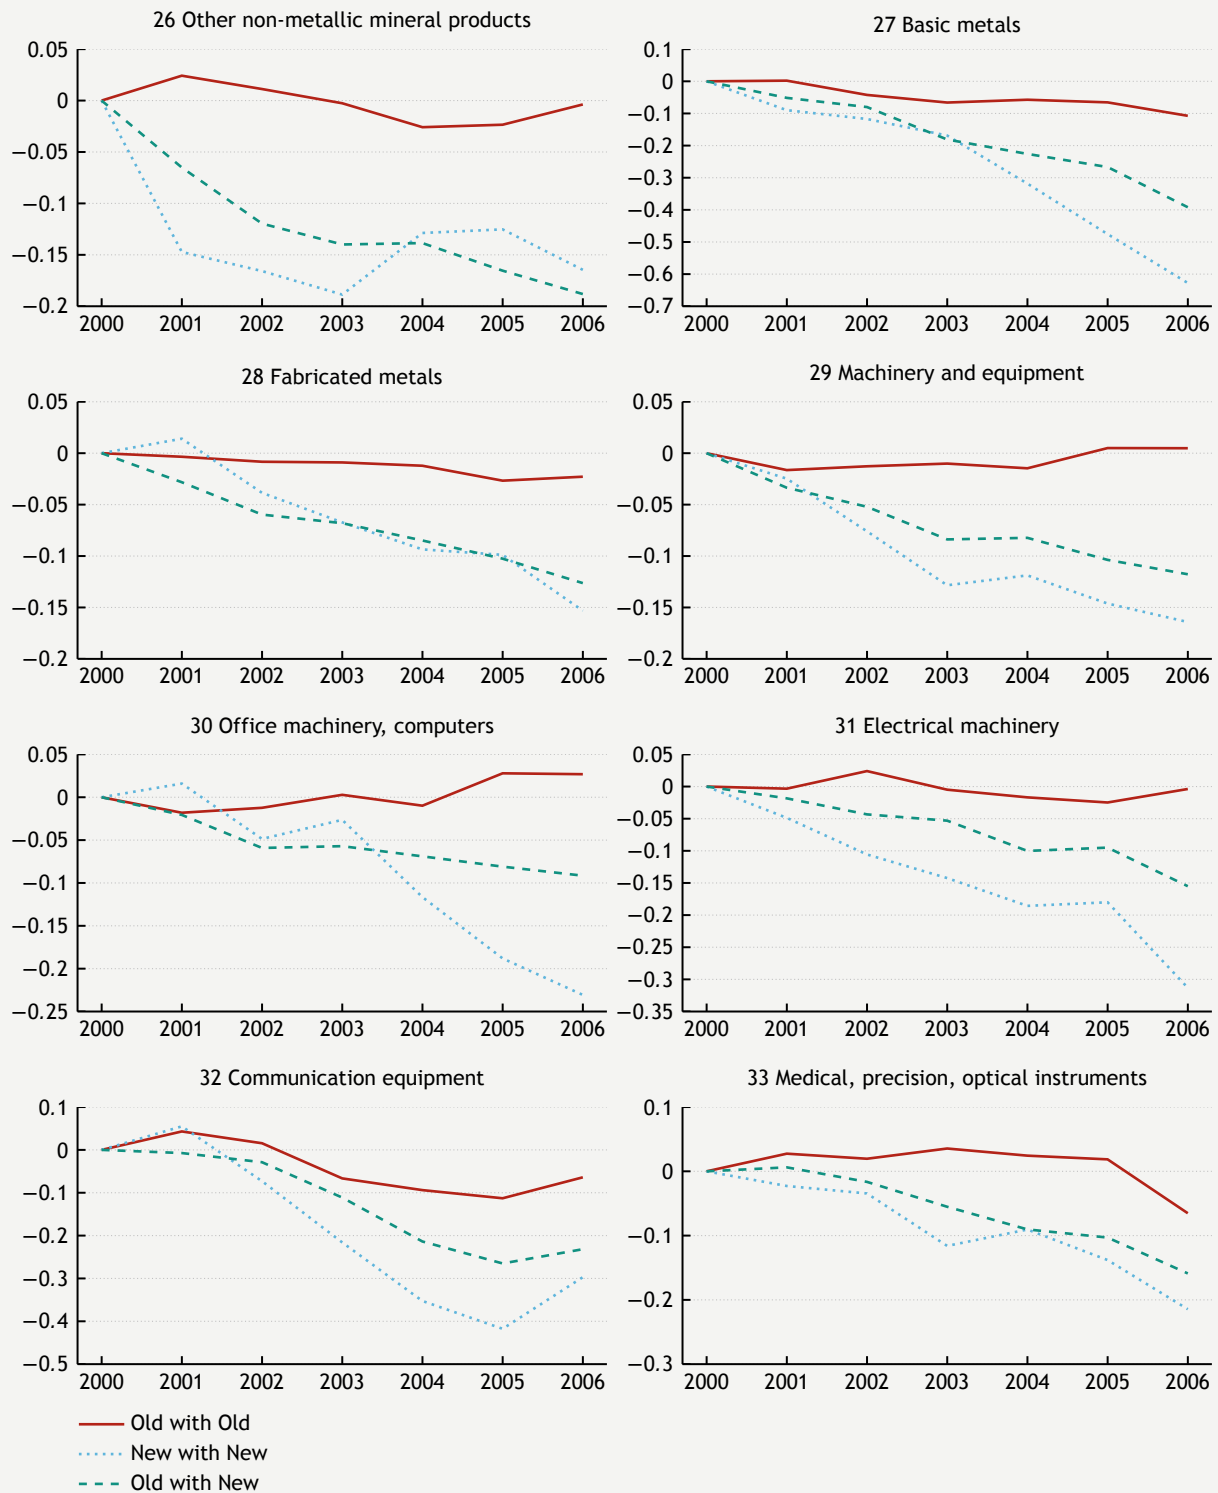 26 Other non-metallic mineral products
0.05
0
−0.05
−0.1
−0.15
−0.2
2000 2001 2002 2003 2004 2005 2006
27 Basic metals
0.1
0
−0.1
−0.2
−0.3
−0.4
−0.5
−0.6
−0.7
2000 2001 2002 2003 2004 2005 2006
28 Fabricated metals
0.05
0
−0.05
−0.1
−0.15
−0.2
2000 2001 2002 2003 2004 2005 2006
29 Machinery and equipment
0.05
0
−0.05
−0.1
−0.15
−0.2
2000 2001 2002 2003 2004 2005 2006
30 Office machinery, computers
0.05
0
−0.05
−0.1
−0.15
−0.2
−0.25
2000 2001 2002 2003 2004 2005 2006
31 Electrical machinery
0.05
0
−0.05
−0.1
−0.15
−0.2
−0.25
−0.3
−0.35
2000 2001 2002 2003 2004 2005 2006
32 Communication equipment
0.1
0
−0.1
−0.2
−0.3
−0.4
−0.5
2000 2001 2002 2003 2004 2005 2006
33 Medical, precision, optical instruments
0.1
0
−0.1
−0.2
−0.3
2000 2001 2002 2003 2004 2005 2006
Old with Old
New with New
Old with New